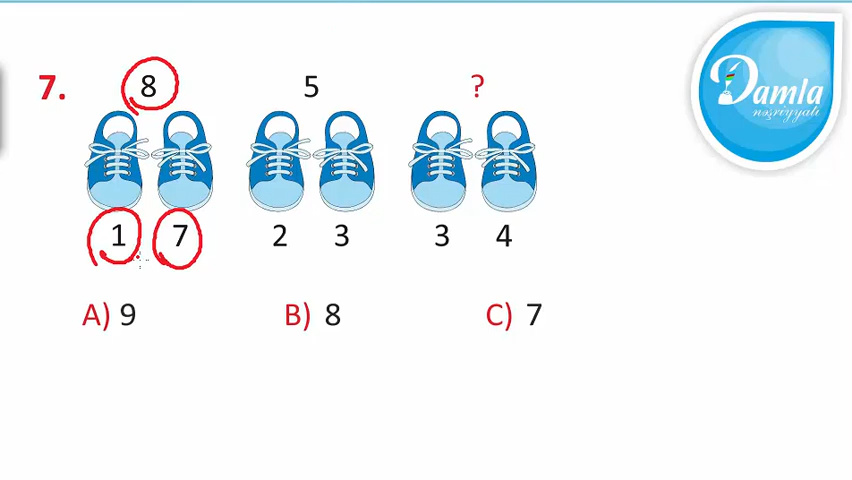 7. 8 5 ?
1 7 2 3 3 4
A) 9 B) 8 C) 7
Damla
nəşriyyatı